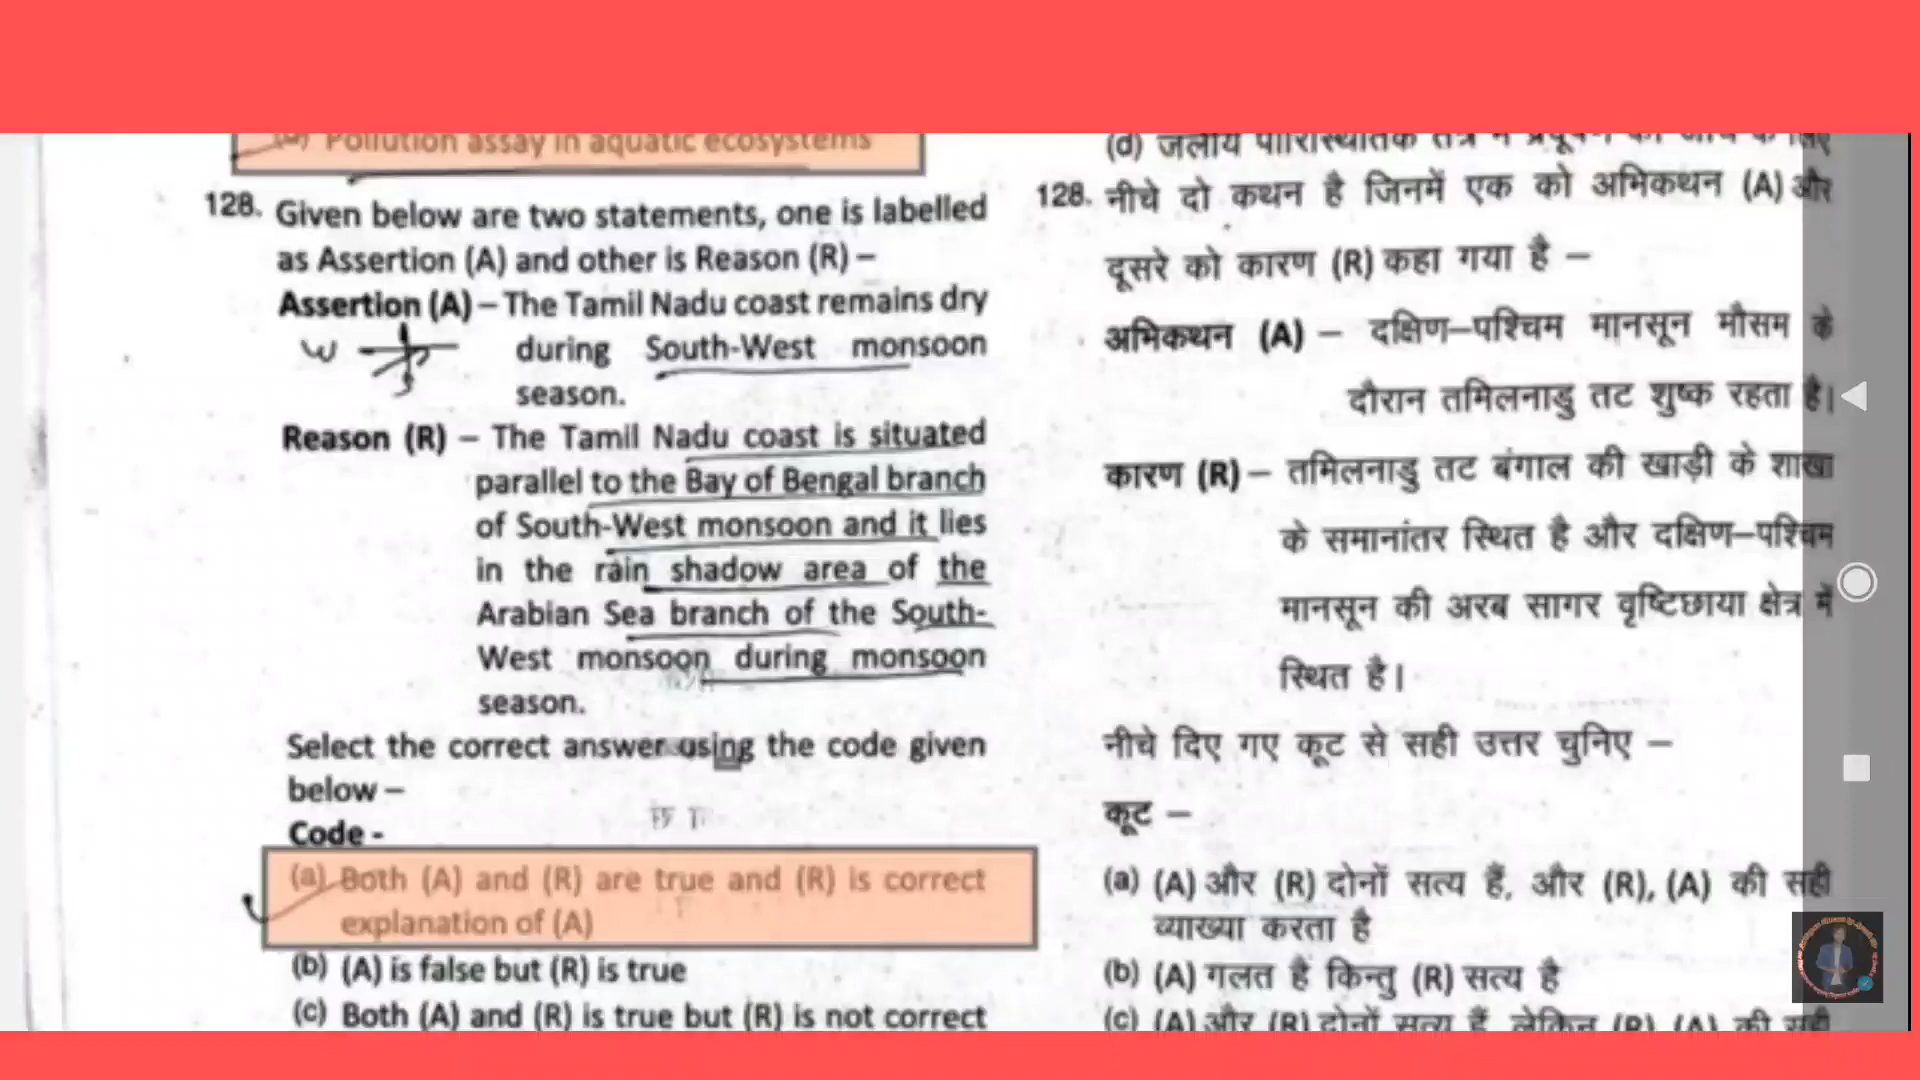 (d) Pollution assay in aquatic ecosystems
128. Given below are two statements, one is labelled
as Assertion (A) and other is Reason (R) –
Assertion (A) – The Tamil Nadu coast remains dry
W
during South-West monsoon
season.
Reason (R) – The Tamil Nadu coast is situated
parallel to the Bay of Bengal branch
of South-West monsoon and it lies
in the rain shadow area of the
Arabian Sea branch of the South-
West monsoon during monsoon
season.
Select the correct answer using the code given
below –
Code -
(a) Both (A) and (R) are true and (R) is correct
explanation of (A)
(b) (A) is false but (R) is true
(c) Both (A) and (R) is true but (R) is not correct
(d) जलीय पारिस्थितिक तंत्र में प्रदूषण की जाँच के लिए
128. नीचे दो कथन है जिनमें एक को अभिकथन (A) और
दूसरे को कारण (R) कहा गया है –
अभिकथन (A) – दक्षिण–पश्चिम मानसून मौसम के
दौरान तमिलनाडु तट शुष्क रहता है।
कारण (R) – तमिलनाडु तट बंगाल की खाड़ी के शाखा
के समानांतर स्थित है और दक्षिण–पश्चिम
मानसून की अरब सागर वृष्टिछाया क्षेत्र में
स्थित है।
नीचे दिए गए कूट से सही उत्तर चुनिए –
कूट –
(a) (A) और (R) दोनों सत्य हैं, और (R), (A) की सही
व्याख्या करता है
(b) (A) गलत है किन्तु (R) सत्य है
(c) (A) और (R) दोनों सत्य हैं, लेकिन (R), (A) की सही